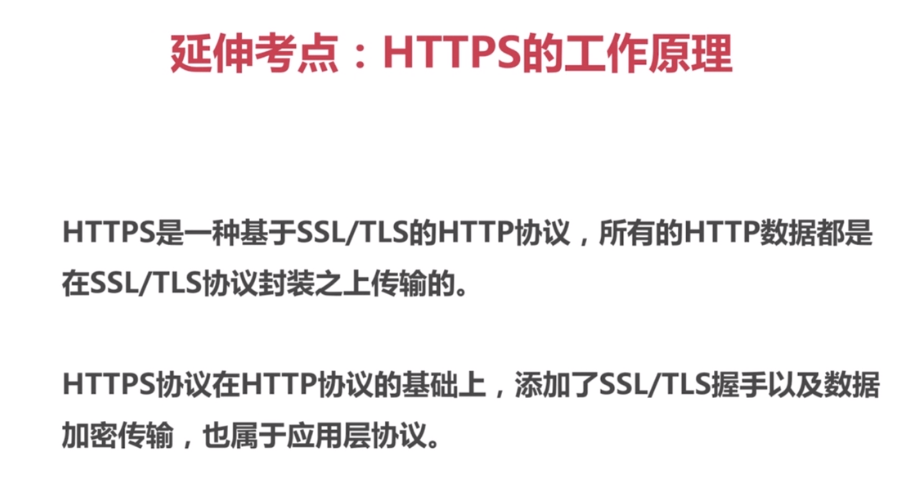 延伸考点：HTTPS的工作原理
HTTPS是一种基于SSL/TLS的HTTP协议，所有的HTTP数据都是
在SSL/TLS协议封装之上传输的。
HTTPS协议在HTTP协议的基础上，添加了SSL/TLS握手以及数据
加密传输，也属于应用层协议。